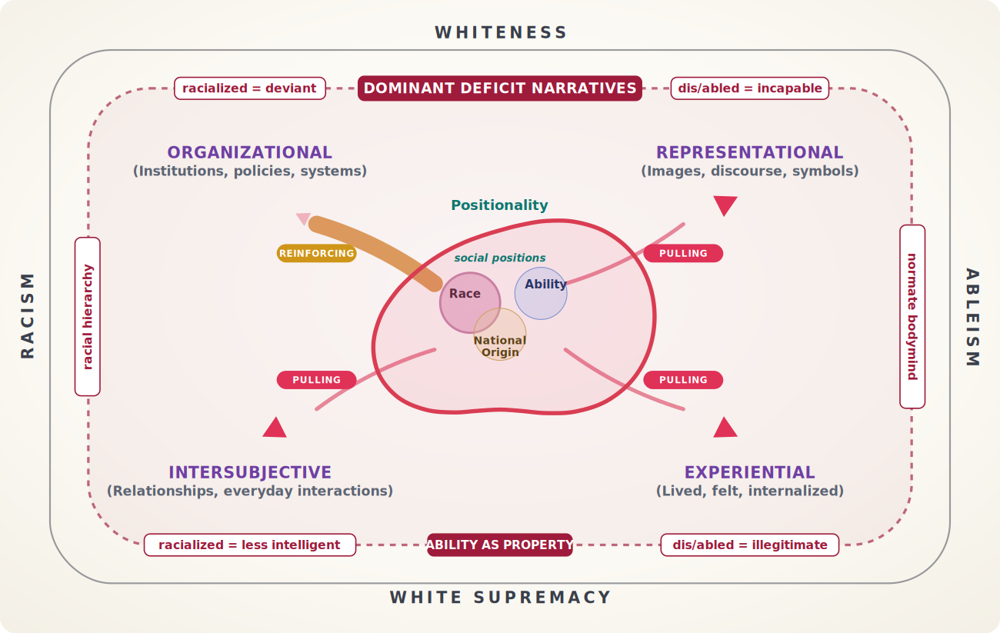 WHITENESS
racialized = deviant
DOMINANT DEFICIT NARRATIVES
dis/abled = incapable
ORGANIZATIONAL
(Institutions, policies, systems)
REPRESENTATIONAL
(Images, discourse, symbols)
Positionality
REINFORCING
social positions
PULLING
Race
Ability
National
Origin
RACISM
racial hierarchy
normate bodymind
ABLEISM
PULLING
PULLING
INTERSUBJECTIVE
(Relationships, everyday interactions)
EXPERIENTIAL
(Lived, felt, internalized)
racialized = less intelligent
ABILITY AS PROPERTY
dis/abled = illegitimate
WHITE SUPREMACY